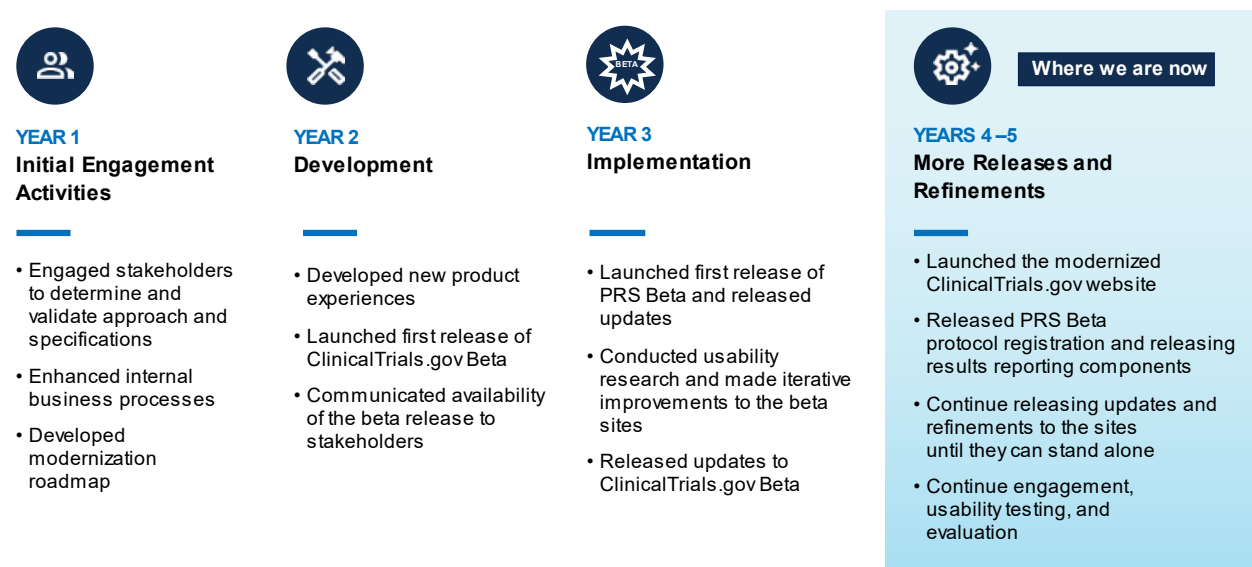 YEAR 1
Initial Engagement
Activities
• Engaged stakeholders
to determine and
validate approach and
specifications
• Enhanced internal
business processes
• Developed
modernization
roadmap
YEAR 2
Development
• Developed new product
experiences
• Launched first release of
ClinicalTrials.gov Beta
• Communicated availability
of the beta release to
stakeholders
BETA
YEAR 3
Implementation
• Launched first release of
PRS Beta and released
updates
• Conducted usability
research and made iterative
improvements to the beta
sites
• Released updates to
ClinicalTrials.gov Beta
Where we are now
YEARS 4–5
More Releases and
Refinements
• Launched the modernized
ClinicalTrials.gov website
• Released PRS Beta
protocol registration and releasing
results reporting components
• Continue releasing updates and
refinements to the sites
until they can stand alone
• Continue engagement,
usability testing, and
evaluation